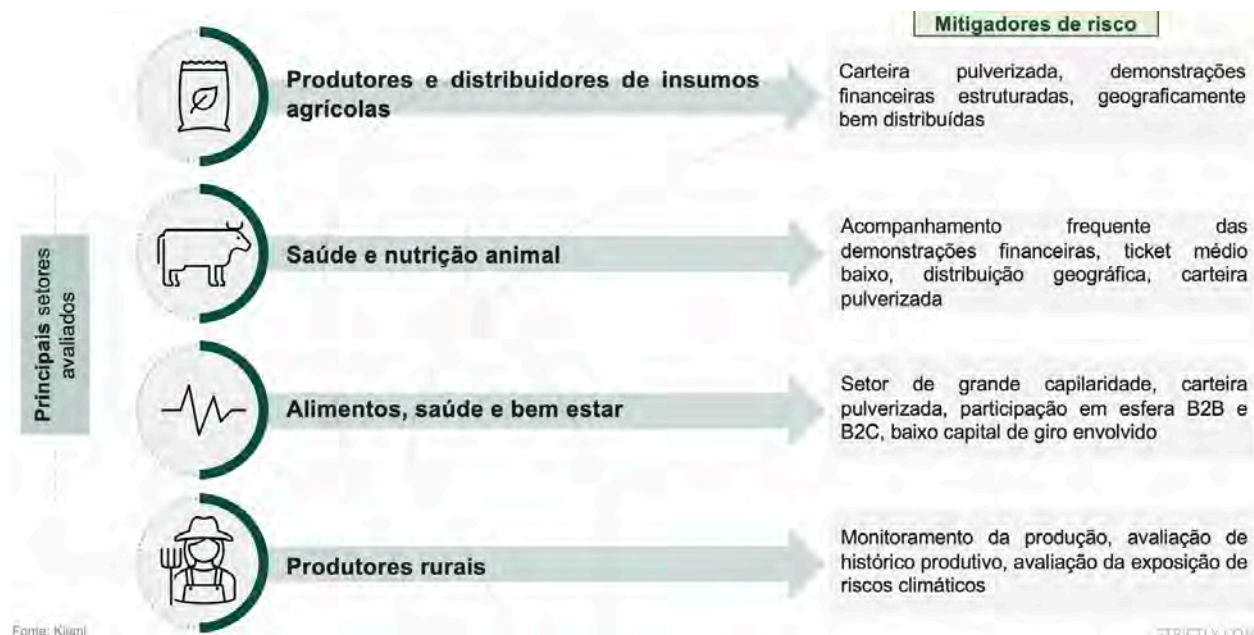 Mitigadores de risco
Produtores e distribuidores de insumos
agrícolas
Carteira pulverizada, demonstrações
financeiras estruturadas, geograficamente
bem distribuídas
Principais setores
avaliados
Saúde e nutrição animal
Acompanhamento frequente das
demonstrações financeiras, ticket médio
baixo, distribuição geográfica, carteira
pulverizada
Alimentos, saúde e bem estar
Setor de grande capilaridade, carteira
pulverizada, participação em esfera B2B e
B2C, baixo capital de giro envolvido
Produtores rurais
Monitoramento da produção, avaliação de
histórico produtivo, avaliação da exposição de
riscos climáticos
Fonte: Kijani